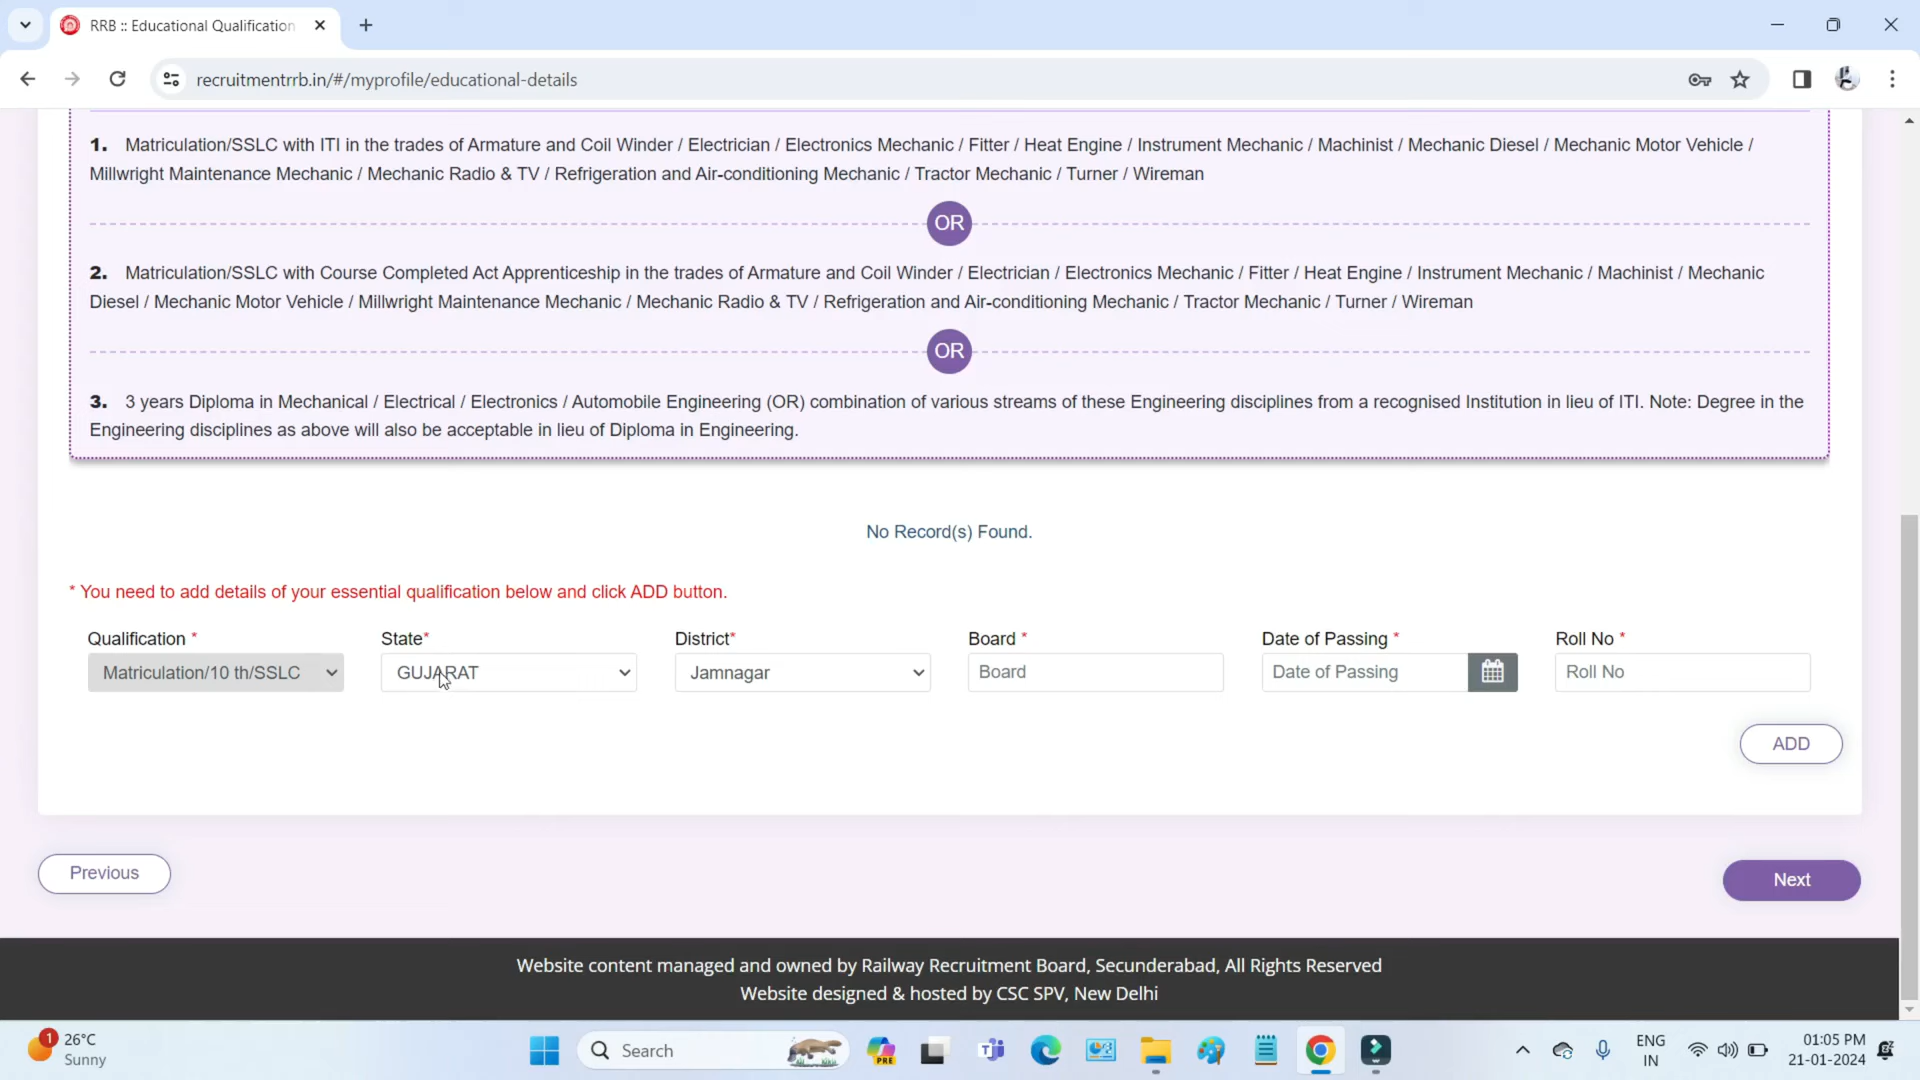 RRB :: Educational Qualification
recruitmentrrb.in/#/myprofile/educational-details
1. Matriculation/SSLC with ITI in the trades of Armature and Coil Winder / Electrician / Electronics Mechanic / Fitter / Heat Engine / Instrument Mechanic / Machinist / Mechanic Diesel / Mechanic Motor Vehicle /
Millwright Maintenance Mechanic / Mechanic Radio & TV / Refrigeration and Air-conditioning Mechanic / Tractor Mechanic / Turner / Wireman
OR
2. Matriculation/SSLC with Course Completed Act Apprenticeship in the trades of Armature and Coil Winder / Electrician / Electronics Mechanic / Fitter / Heat Engine / Instrument Mechanic / Machinist / Mechanic
Diesel / Mechanic Motor Vehicle / Millwright Maintenance Mechanic / Mechanic Radio & TV / Refrigeration and Air-conditioning Mechanic / Tractor Mechanic / Turner / Wireman
OR
3. 3 years Diploma in Mechanical / Electrical / Electronics / Automobile Engineering (OR) combination of various streams of these Engineering disciplines from a recognised Institution in lieu of ITI. Note: Degree in the
Engineering disciplines as above will also be acceptable in lieu of Diploma in Engineering.
No Record(s) Found.
* You need to add details of your essential qualification below and click ADD button.
Qualification * State* District* Board * Date of Passing * Roll No *
Matriculation/10 th/SSLC GUJARAT Jamnagar Board Date of Passing Roll No
ADD
Previous
Next
Website content managed and owned by Railway Recruitment Board, Secunderabad, All Rights Reserved
Website designed & hosted by CSC SPV, New Delhi
1 26°C
Sunny
Search
PRE
ENG
IN
01:05 PM
21-01-2024